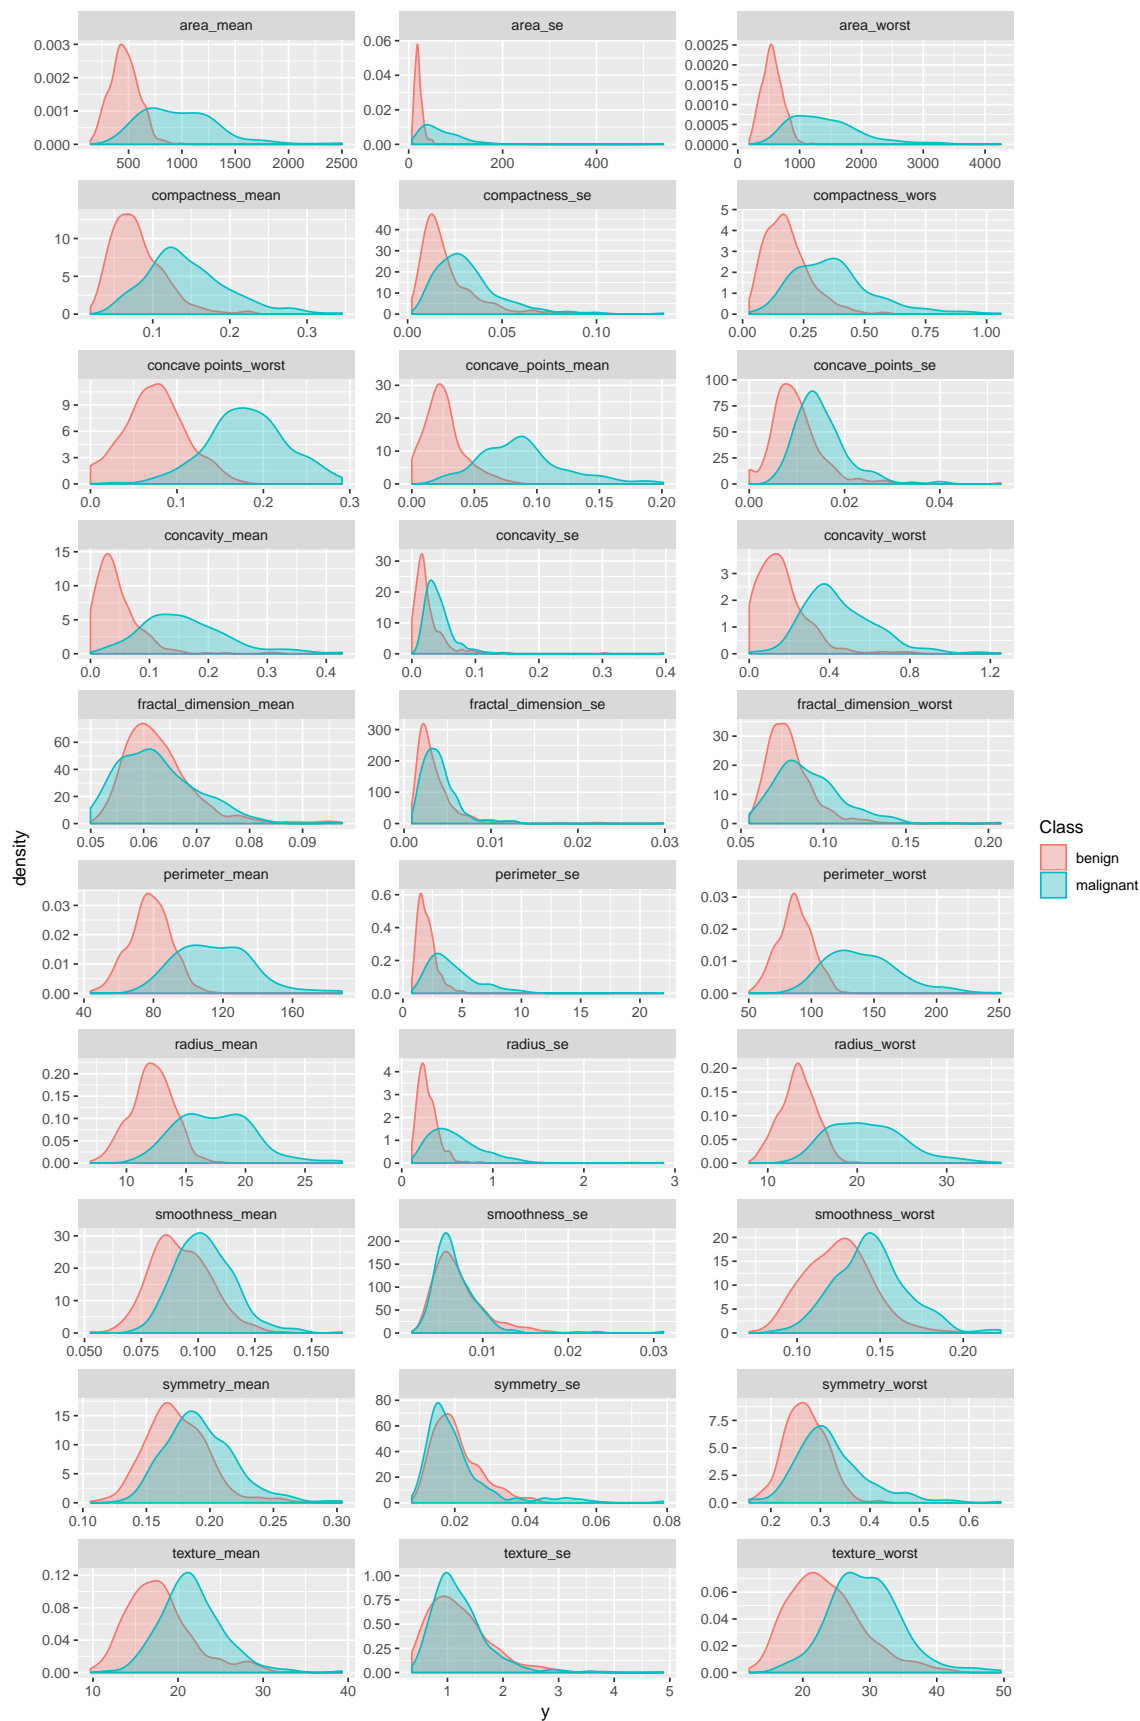 area_mean
area_se
area_worst
0.003
0.002
0.001
0.000
500 1000 1500 2000 2500
0.06
0.04
0.02
0.00
0 200 400
0.0025
0.0020
0.0015
0.0010
0.0005
0.0000
0 1000 2000 3000 4000
compactness_mean
compactness_se
compactness_wors
10
5
0
0.1 0.2 0.3
40
30
20
10
0
0.00 0.05 0.10
5
4
3
2
1
0
0.00 0.25 0.50 0.75 1.00
concave points_worst
concave_points_mean
concave_points_se
9
6
3
0
0.0 0.1 0.2 0.3
30
20
10
0
0.00 0.05 0.10 0.15 0.20
100
75
50
25
0
0.00 0.02 0.04
concavity_mean
concavity_se
concavity_worst
15
10
5
0
0.0 0.1 0.2 0.3 0.4
30
20
10
0
0.0 0.1 0.2 0.3 0.4
3
2
1
0
0.0 0.4 0.8 1.2
fractal_dimension_mean
fractal_dimension_se
fractal_dimension_worst
60
40
20
0
0.05 0.06 0.07 0.08 0.09
300
200
100
0
0.00 0.01 0.02 0.03
30
20
10
0
0.05 0.10 0.15 0.20
perimeter_mean
perimeter_se
perimeter_worst
0.03
0.02
0.01
0.00
40 80 120 160
0.6
0.4
0.2
0.0
0 5 10 15 20
0.03
0.02
0.01
0.00
50 100 150 200 250
radius_mean
radius_se
radius_worst
0.20
0.15
0.10
0.05
0.00
10 15 20 25
4
3
2
1
0
0 1 2 3
0.20
0.15
0.10
0.05
0.00
10 20 30
smoothness_mean
smoothness_se
smoothness_worst
30
20
10
0
0.050 0.075 0.100 0.125 0.150
200
150
100
50
0
0.01 0.02 0.03
20
15
10
5
0
0.10 0.15 0.20
symmetry_mean
symmetry_se
symmetry_worst
15
10
5
0
0.10 0.15 0.20 0.25 0.30
80
60
40
20
0
0.02 0.04 0.06 0.08
7.5
5.0
2.5
0.0
0.2 0.3 0.4 0.5 0.6
texture_mean
texture_se
texture_worst
0.12
0.08
0.04
0.00
10 20 30 40
1.00
0.75
0.50
0.25
0.00
1 2 3 4 5
0.06
0.04
0.02
0.00
20 30 40 50
y
density
Class
benign
malignant